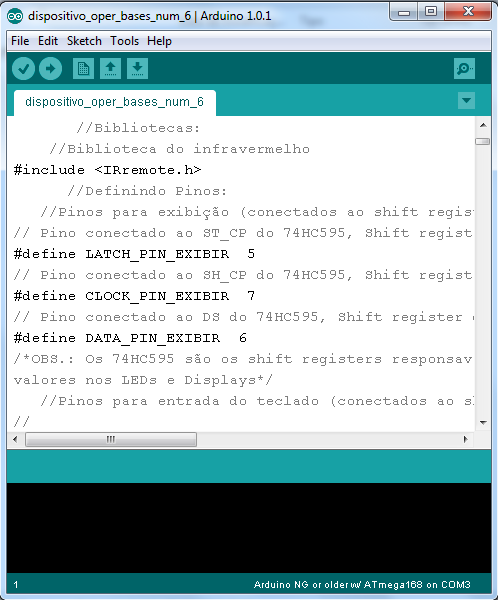 dispositivo_oper_bases_num_6 | Arduino 1.0.1
File Edit Sketch Tools Help
dispositivo_oper_bases_num_6
//Bibliotecas:
//Biblioteca do infravermelho
#include <IRremote.h>
//Definindo Pinos:
//Pinos para exibição (conectados ao shift regist
// Pino conectado ao ST_CP do 74HC595, Shift regist
#define LATCH_PIN_EXIBIR 5
// Pino conectado ao SH_CP do 74HC595, Shift regist
#define CLOCK_PIN_EXIBIR 7
// Pino conectado ao DS do 74HC595, Shift register
#define DATA_PIN_EXIBIR 6
/*OBS.: Os 74HC595 são os shift registers responsav
valores nos LEDs e Displays*/
//Pinos para entrada do teclado (conectados ao s
//
1
Arduino NG or older w/ ATmega168 on COM3